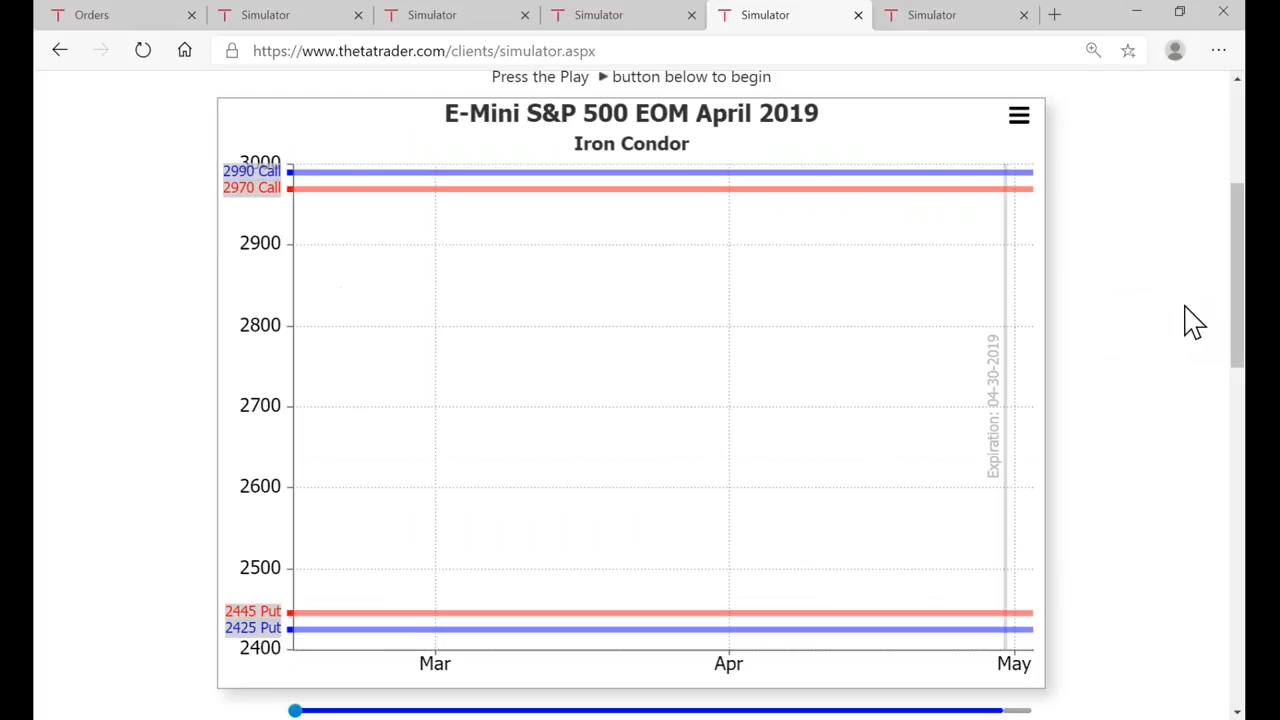 Orders
Simulator
Simulator
Simulator
Simulator
Simulator
https://www.thetatrader.com/clients/simulator.aspx
Press the Play ▶ button below to begin
E-Mini S&P 500 EOM April 2019
Iron Condor
3000
2990 Call
2970 Call
2900
2800
2700
2600
2500
2445 Put
2425 Put
2400
Expiration: 04-30-2019
Mar
Apr
May